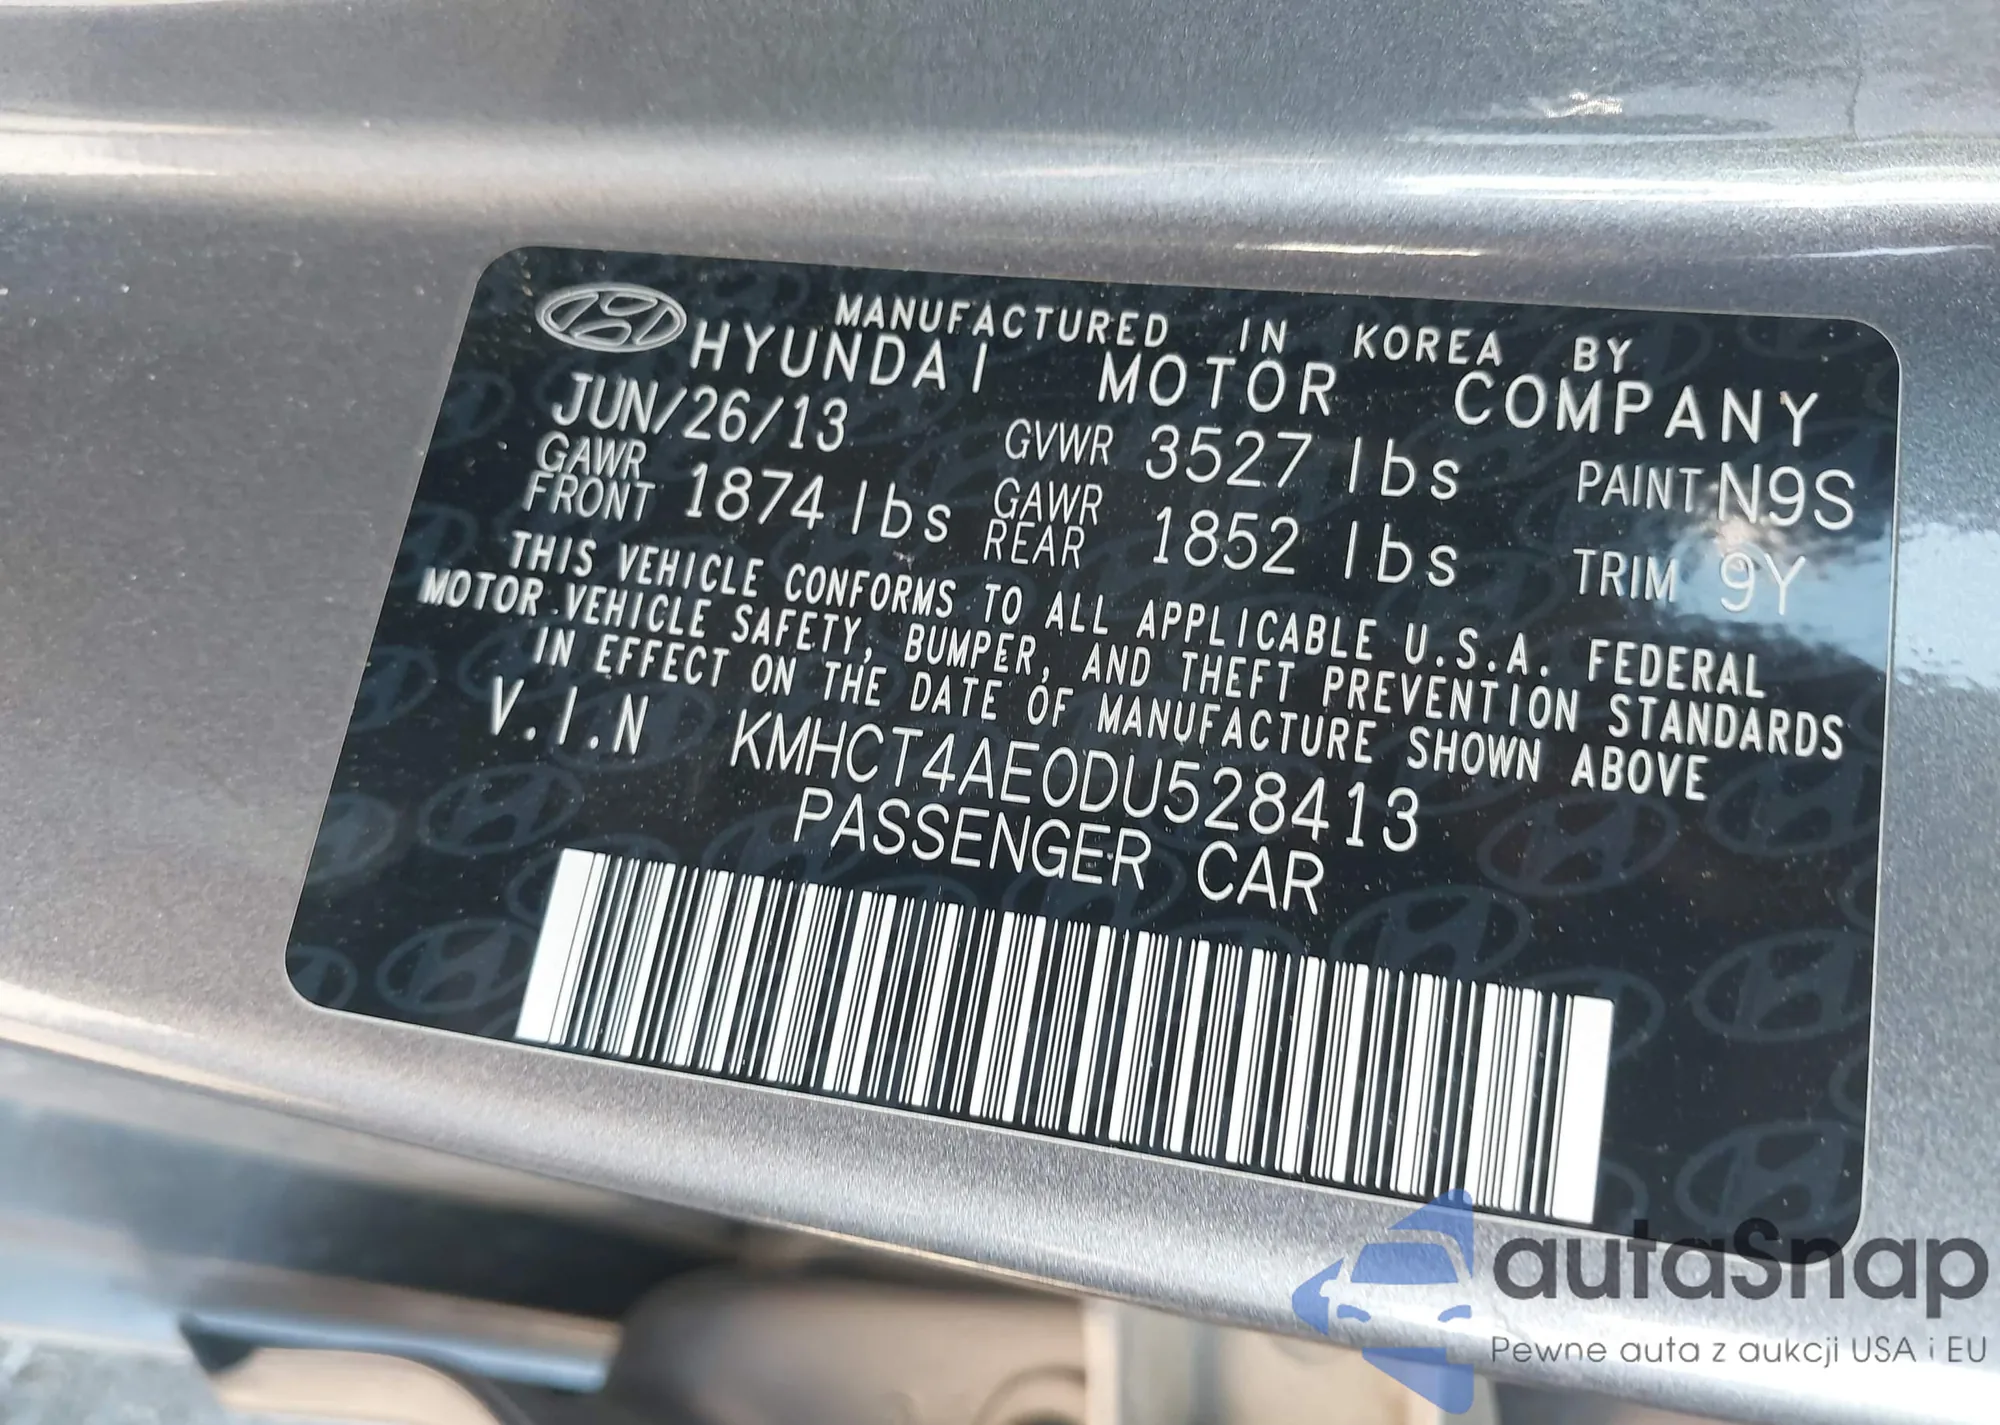 MANUFACTURED IN KOREA BY
HYUNDAI MOTOR COMPANY
JUN/26/13 GVWR 3527 lbs PAINT N9S
GAWR FRONT 1874 lbs GAWR REAR 1852 lbs TRIM 9Y
THIS VEHICLE CONFORMS TO ALL APPLICABLE U.S.A. FEDERAL
MOTOR VEHICLE SAFETY, BUMPER, AND THEFT PREVENTION STANDARDS
IN EFFECT ON THE DATE OF MANUFACTURE SHOWN ABOVE
V.I.N KMHCT4AE0DU528413
PASSENGER CAR
autaSnap
Pewne auta z aukcji USA i EU